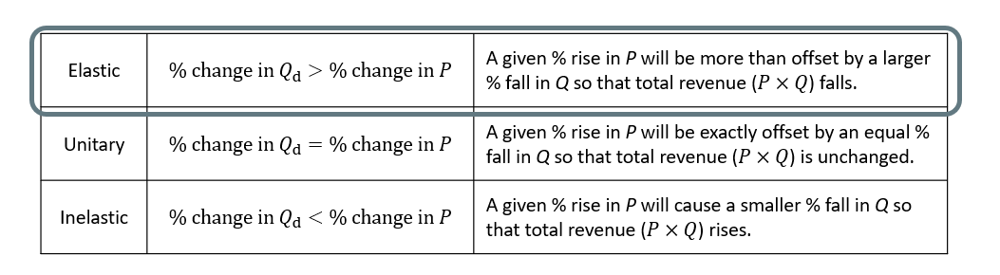 Elastic
% change in Qd > % change in P
A given % rise in P will be more than offset by a larger
% fall in Q so that total revenue (P × Q) falls.
Unitary
% change in Qd = % change in P
A given % rise in P will be exactly offset by an equal %
fall in Q so that total revenue (P × Q) is unchanged.
Inelastic
% change in Qd < % change in P
A given % rise in P will cause a smaller % fall in Q so
that total revenue (P × Q) rises.